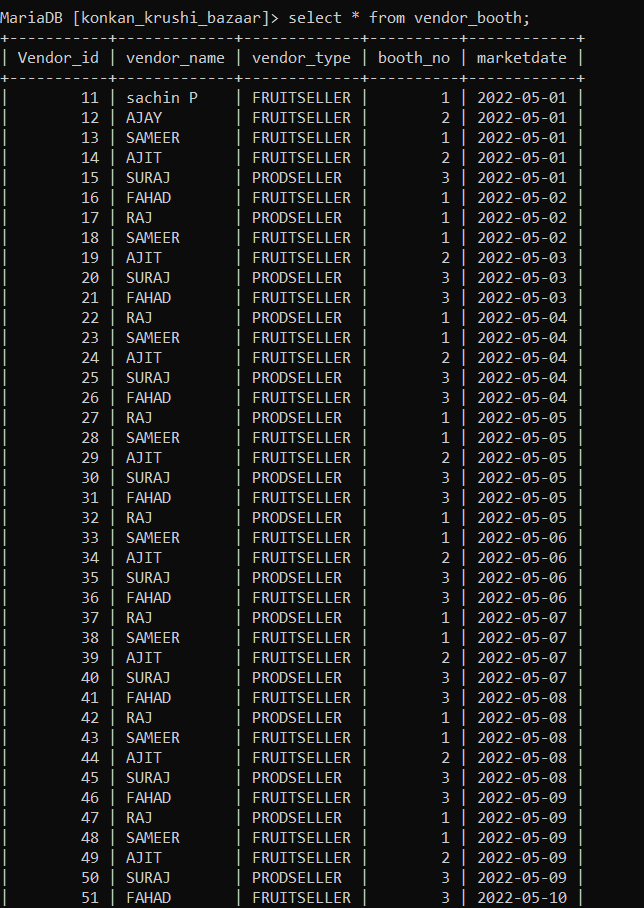 MariaDB [konkan_krushi_bazaar]> select * from vendor_booth;
+-----------+-------------+-------------+----------+------------+
| Vendor_id | vendor_name | vendor_type | booth_no | marketdate |
+-----------+-------------+-------------+----------+------------+
|        11 | sachin P    | FRUITSELLER |        1 | 2022-05-01 |
|        12 | AJAY        | FRUITSELLER |        2 | 2022-05-01 |
|        13 | SAMEER      | FRUITSELLER |        1 | 2022-05-01 |
|        14 | AJIT        | FRUITSELLER |        2 | 2022-05-01 |
|        15 | SURAJ       | PRODSELLER  |        3 | 2022-05-01 |
|        16 | FAHAD       | FRUITSELLER |        1 | 2022-05-02 |
|        17 | RAJ         | PRODSELLER  |        1 | 2022-05-02 |
|        18 | SAMEER      | FRUITSELLER |        1 | 2022-05-02 |
|        19 | AJIT        | FRUITSELLER |        2 | 2022-05-03 |
|        20 | SURAJ       | PRODSELLER  |        3 | 2022-05-03 |
|        21 | FAHAD       | FRUITSELLER |        3 | 2022-05-03 |
|        22 | RAJ         | PRODSELLER  |        1 | 2022-05-04 |
|        23 | SAMEER      | FRUITSELLER |        1 | 2022-05-04 |
|        24 | AJIT        | FRUITSELLER |        2 | 2022-05-04 |
|        25 | SURAJ       | PRODSELLER  |        3 | 2022-05-04 |
|        26 | FAHAD       | FRUITSELLER |        3 | 2022-05-04 |
|        27 | RAJ         | PRODSELLER  |        1 | 2022-05-05 |
|        28 | SAMEER      | FRUITSELLER |        1 | 2022-05-05 |
|        29 | AJIT        | FRUITSELLER |        2 | 2022-05-05 |
|        30 | SURAJ       | PRODSELLER  |        3 | 2022-05-05 |
|        31 | FAHAD       | FRUITSELLER |        3 | 2022-05-05 |
|        32 | RAJ         | PRODSELLER  |        1 | 2022-05-05 |
|        33 | SAMEER      | FRUITSELLER |        1 | 2022-05-06 |
|        34 | AJIT        | FRUITSELLER |        2 | 2022-05-06 |
|        35 | SURAJ       | PRODSELLER  |        3 | 2022-05-06 |
|        36 | FAHAD       | FRUITSELLER |        3 | 2022-05-06 |
|        37 | RAJ         | PRODSELLER  |        1 | 2022-05-07 |
|        38 | SAMEER      | FRUITSELLER |        1 | 2022-05-07 |
|        39 | AJIT        | FRUITSELLER |        2 | 2022-05-07 |
|        40 | SURAJ       | PRODSELLER  |        3 | 2022-05-07 |
|        41 | FAHAD       | FRUITSELLER |        3 | 2022-05-08 |
|        42 | RAJ         | PRODSELLER  |        1 | 2022-05-08 |
|        43 | SAMEER      | FRUITSELLER |        1 | 2022-05-08 |
|        44 | AJIT        | FRUITSELLER |        2 | 2022-05-08 |
|        45 | SURAJ       | PRODSELLER  |        3 | 2022-05-08 |
|        46 | FAHAD       | FRUITSELLER |        3 | 2022-05-09 |
|        47 | RAJ         | PRODSELLER  |        1 | 2022-05-09 |
|        48 | SAMEER      | FRUITSELLER |        1 | 2022-05-09 |
|        49 | AJIT        | FRUITSELLER |        2 | 2022-05-09 |
|        50 | SURAJ       | PRODSELLER  |        3 | 2022-05-09 |
|        51 | FAHAD       | FRUITSELLER |        3 | 2022-05-10 |